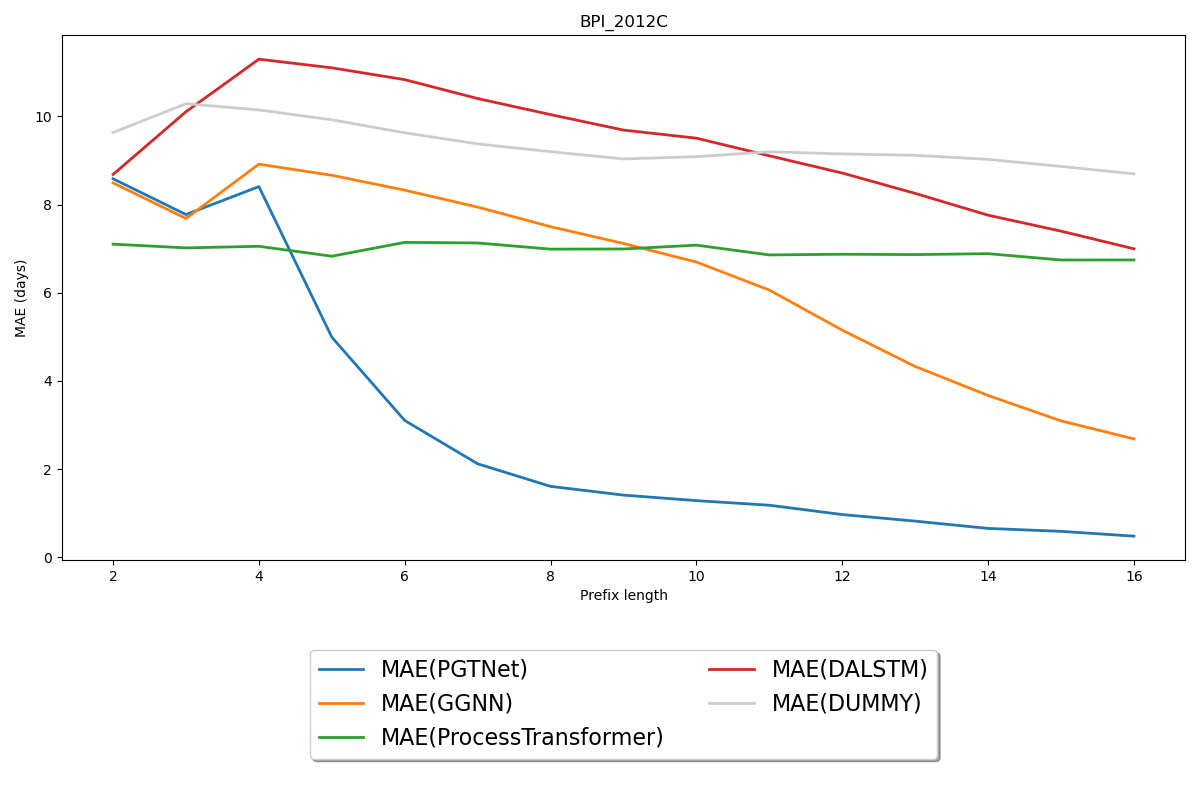 BPI_2012C
MAE (days)
10
8
6
4
2
0
2 4 6 8 10 12 14 16
Prefix length
MAE(PGTNet)
MAE(GGNN)
MAE(ProcessTransformer)
MAE(DALSTM)
MAE(DUMMY)